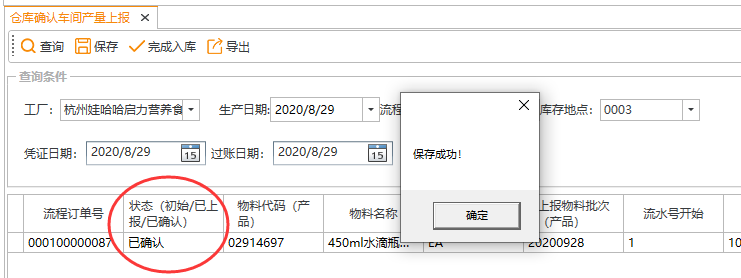 仓库确认车间产量上报
查询 保存 完成入库 导出
查询条件
工厂: 杭州娃哈哈启力营养食 生产日期: 2020/8/29 流程 库存地点: 0003
凭证日期: 2020/8/29 15 过账日期: 2020/8/29 15
保存成功!
确定
流程订单号 状态(初始/已上报/已确认) 物料代码(产品) 物料名称 上报物料批次(产品) 流水号开始
000100000087 已确认 02914697 450ml水滴瓶... EA 20200928 1 10